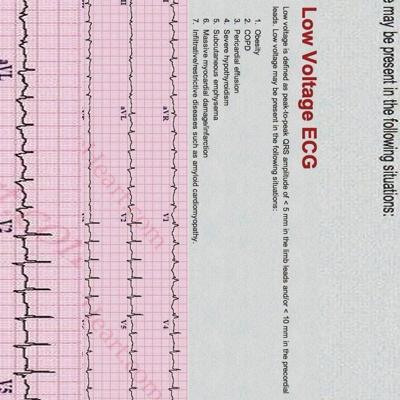 e may be present in the following situations:
Low Voltage ECG
Low voltage is defined as peak-to-peak QRS amplitude of < 5 mm in the limb leads and/or < 10 mm in the precordial
leads. Low voltage may be present in the following situations:
1. Obesity
2. COPD
3. Pericardial effusion
4. Severe hypothyroidism
5. Subcutaneous emphysema
6. Massive myocardial damage/infarction
7. Infiltrative/restrictive diseases such as amyloid cardiomyopathy.
I aVR V1 V4
II aVL V2 V5
aVL V2 V5